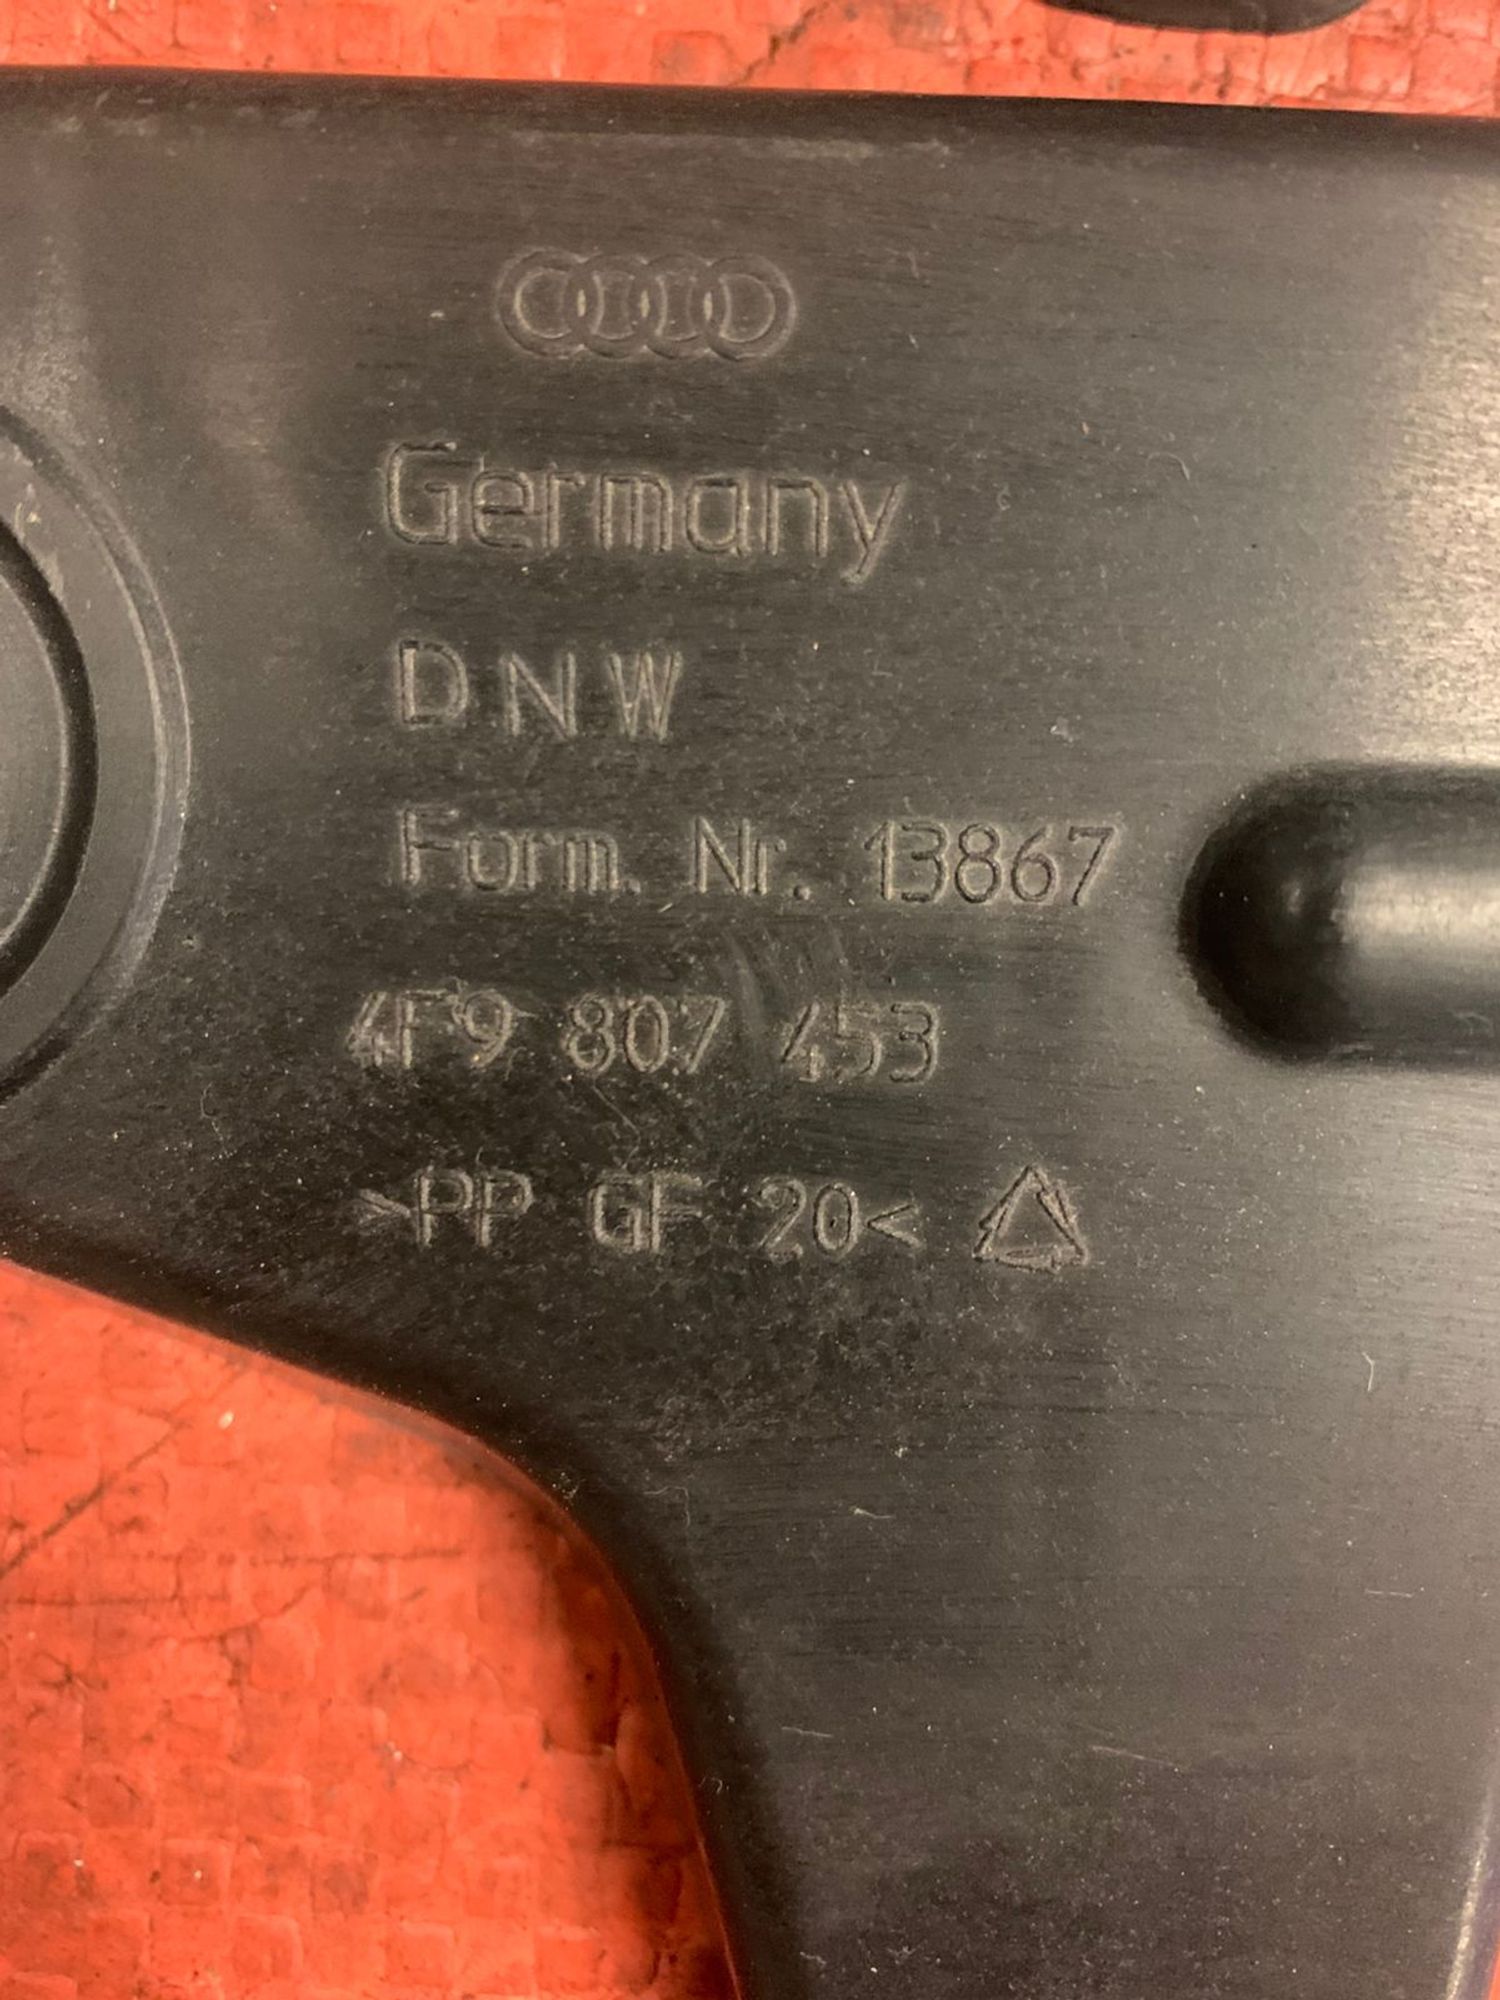 Germany
DNW
Form. Nr. 13867
4F9 807 453
>PP GF 20<